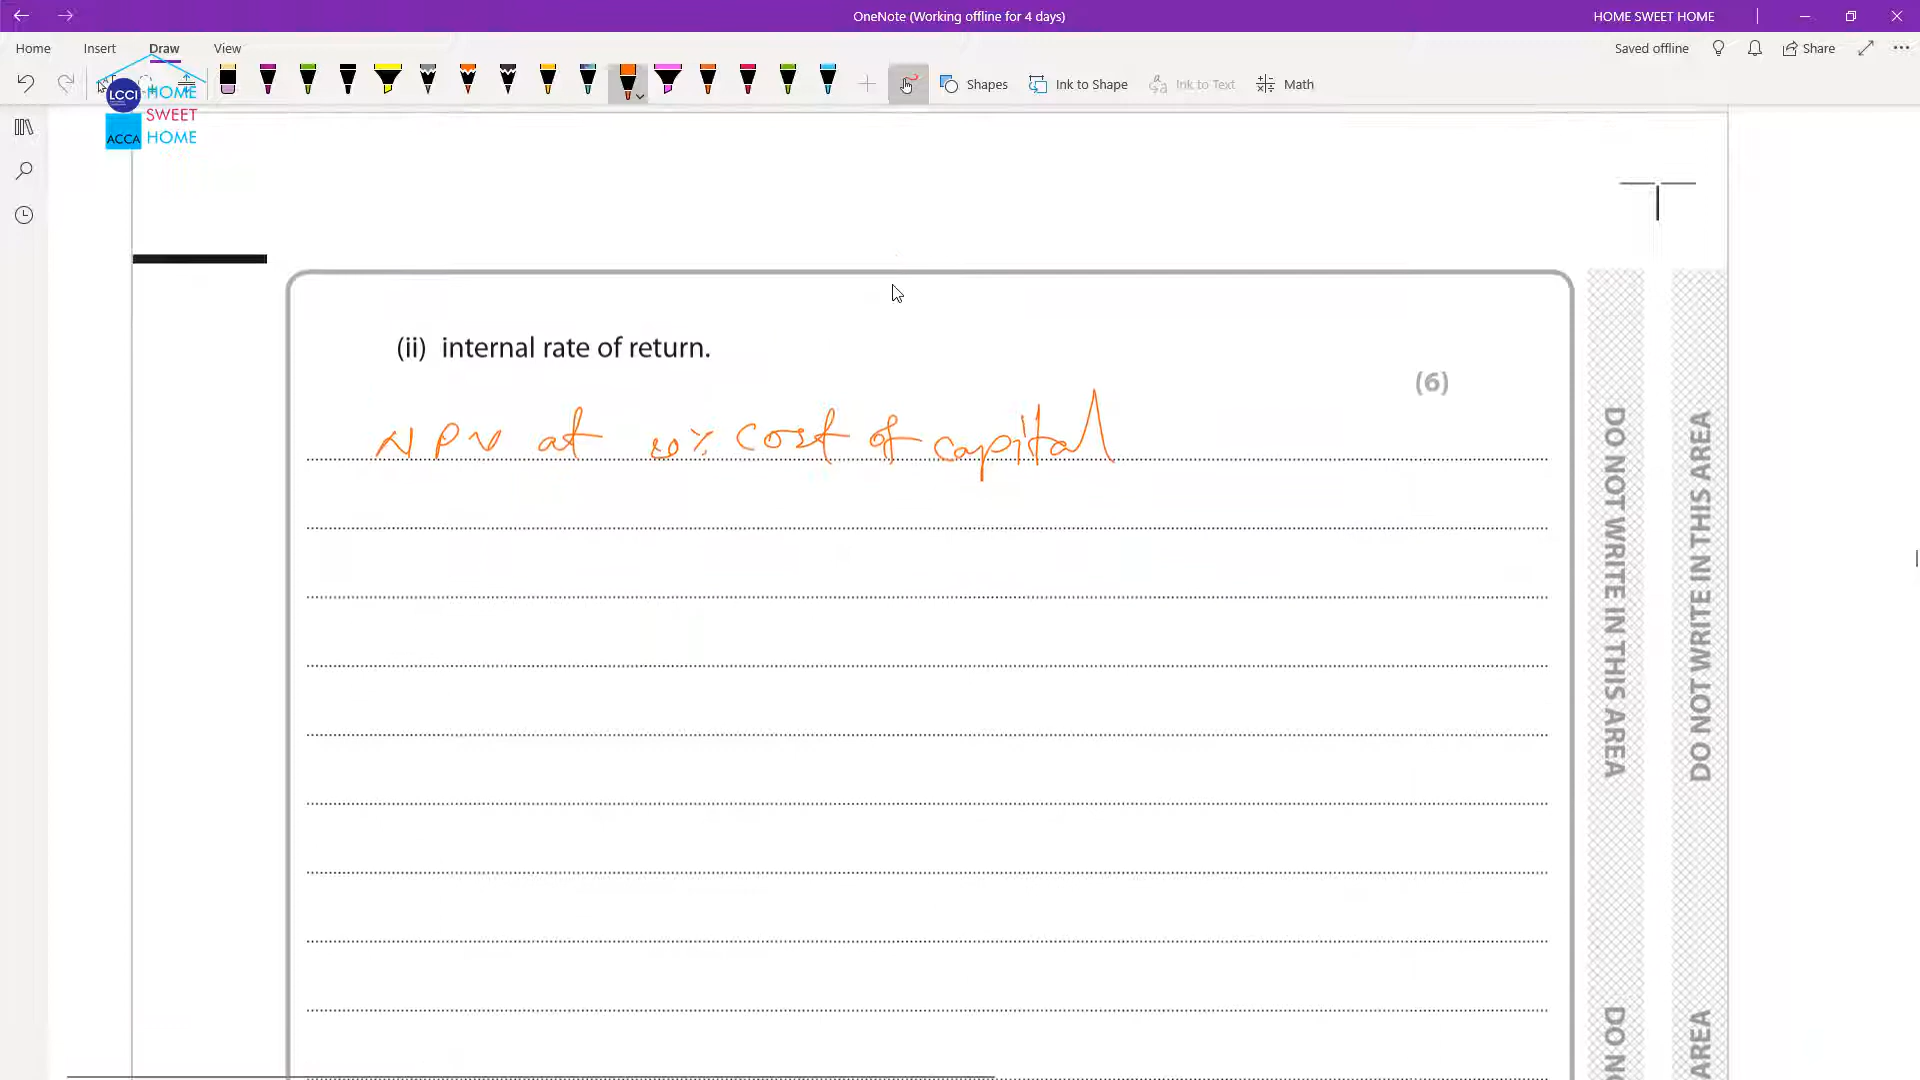 OneNote (Working offline for 4 days)
HOME SWEET HOME
Home Insert Draw View
Saved offline Share
Shapes Ink to Shape Ink to Text Math
LCCI HOME
SWEET
ACCA HOME
(ii) internal rate of return.
(6)
NPV at cost of capital
DO NOT WRITE IN THIS AREA
DO NOT WRITE IN THIS AREA
DO N
AREA